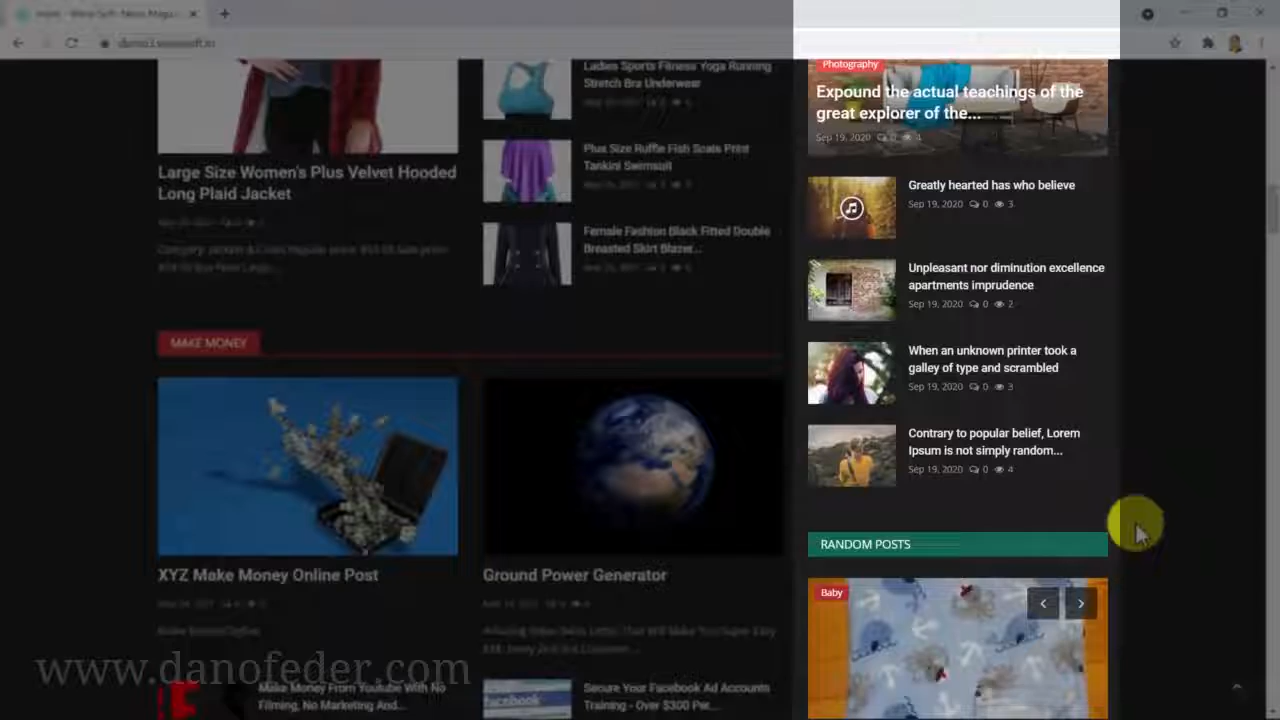 Photography
Expound the actual teachings of the
great explorer of the...
Sep 19, 2020 0 4
Ladies Sports Fitness Yoga Running
Stretch Bra Underwear
Plus Size Ruffle Fish Scals Print
Tankini Swimsuit
Large Size Women's Plus Velvet Hooded
Long Plaid Jacket
Female Fashion Black Fitted Double
Breasted Skirt Blazer...
Greatly hearted has who believe
Sep 19, 2020 0 3
Unpleasant nor diminution excellence
apartments imprudence
Sep 19, 2020 0 2
When an unknown printer took a
galley of type and scrambled
Sep 19, 2020 0 3
Contrary to popular belief, Lorem
Ipsum is not simply random...
Sep 19, 2020 0 4
MAKE MONEY
XYZ Make Money Online Post
Ground Power Generator
RANDOM POSTS
Baby
www.danofeder.com
Make Money From Youtube With No
Filming, No Marketing And...
facebook
Secure Your Facebook Ad Accounts
Training - Over $300 Per...